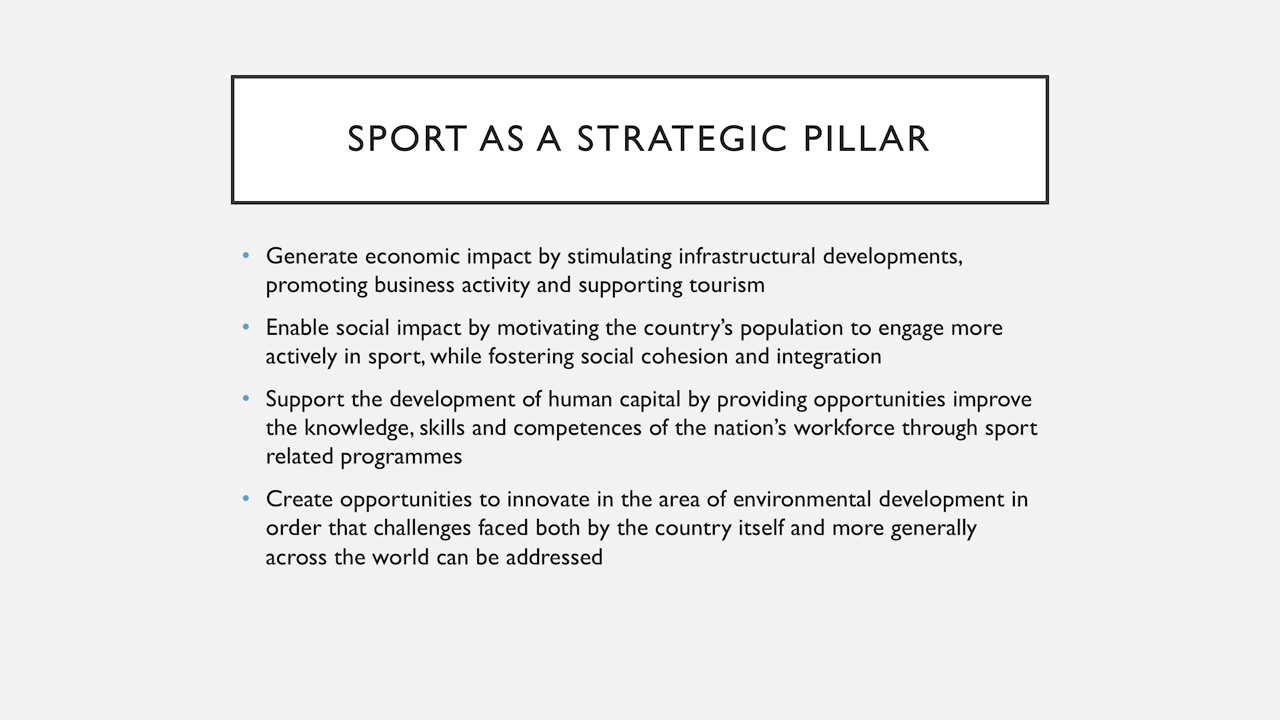 SPORT AS A STRATEGIC PILLAR
• Generate economic impact by stimulating infrastructural developments,
promoting business activity and supporting tourism
• Enable social impact by motivating the country’s population to engage more
actively in sport, while fostering social cohesion and integration
• Support the development of human capital by providing opportunities improve
the knowledge, skills and competences of the nation’s workforce through sport
related programmes
• Create opportunities to innovate in the area of environmental development in
order that challenges faced both by the country itself and more generally
across the world can be addressed